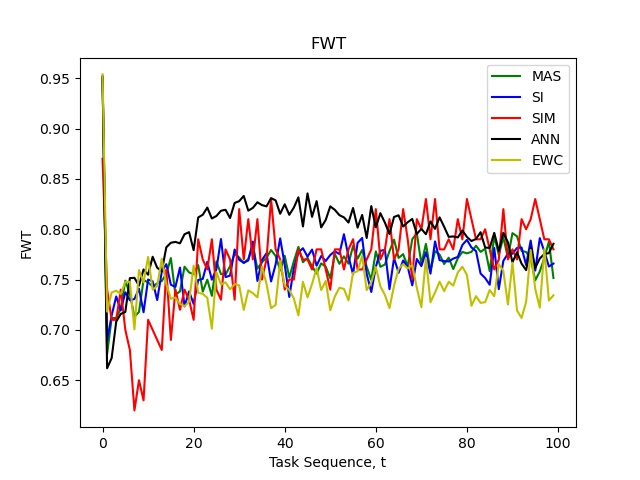 FWT
0.95
0.90
0.85
0.80
0.75
0.70
0.65
FWT
MAS
SI
SIM
ANN
EWC
0 20 40 60 80 100
Task Sequence, t